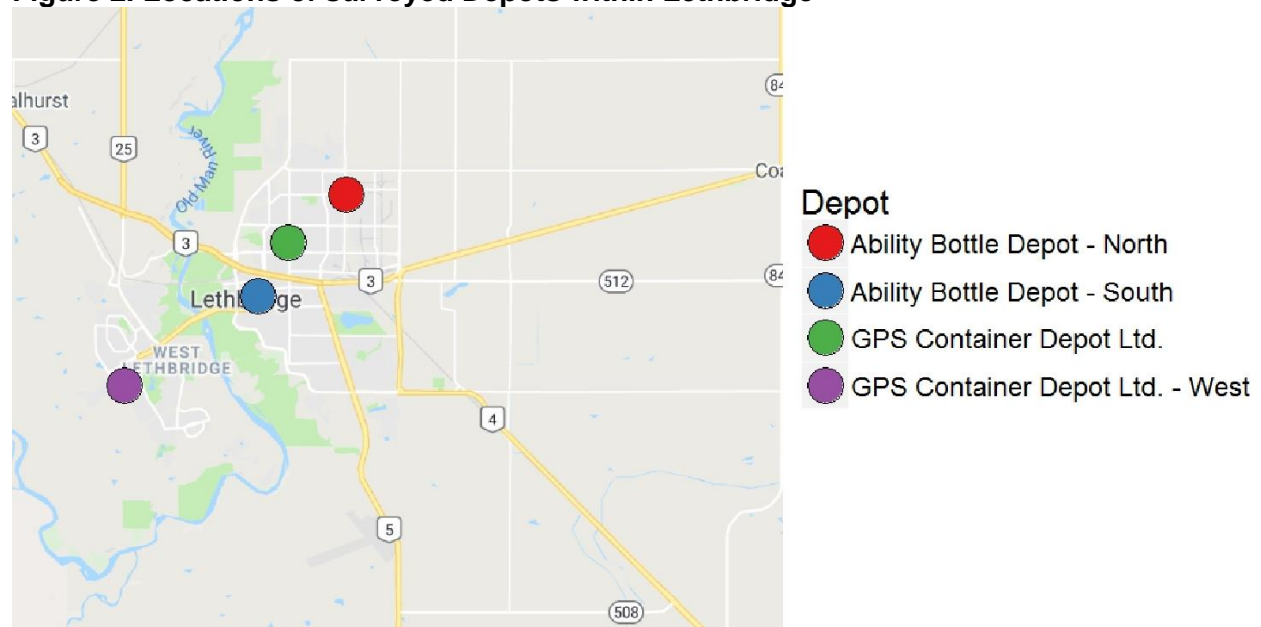 Figure 2: Locations of Surveyed Depots within Lethbridge
alhurst
3
25
Old Man River
3
Coa
84
512
84
3
Lethbridge
WEST
LETHBRIDGE
4
5
508
Depot
Ability Bottle Depot - North
Ability Bottle Depot - South
GPS Container Depot Ltd.
GPS Container Depot Ltd. - West